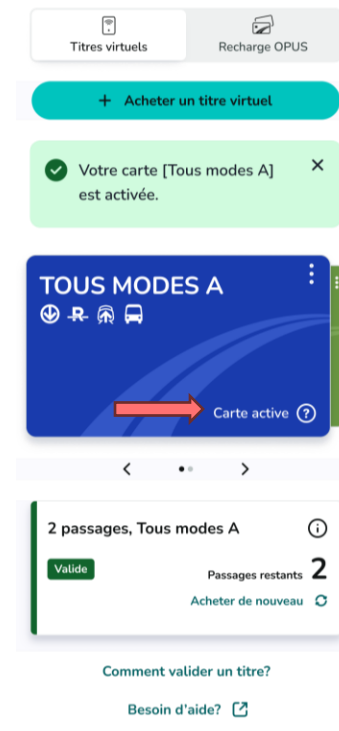 Titres virtuels
Recharge OPUS
+ Acheter un titre virtuel
Votre carte [Tous modes A]
est activée.
TOUS MODES A
Carte active
2 passages, Tous modes A
Valide
Passages restants 2
Acheter de nouveau
Comment valider un titre?
Besoin d'aide?